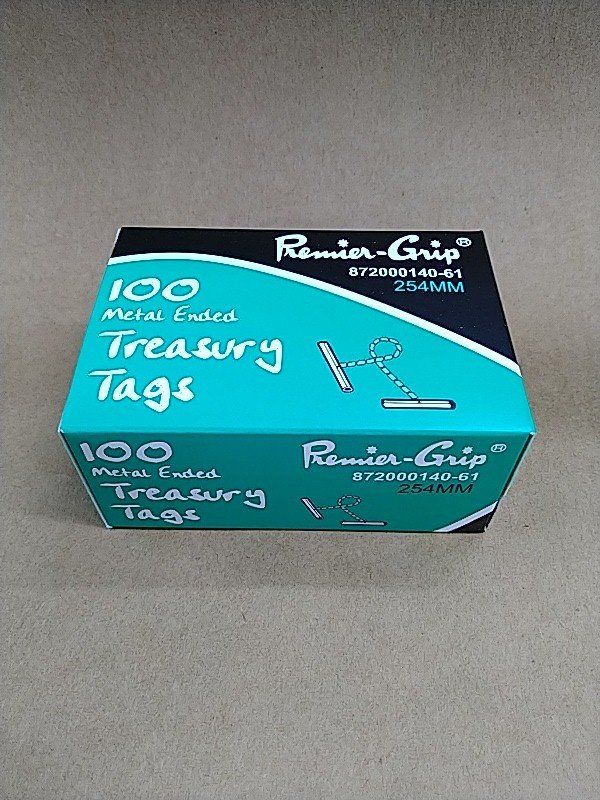 Premier-Grip®
872000140-61
254MM
100
Metal Ended
Treasury
Tags
100
Metal Ended
Treasury
Tags
Premier-Grip®
872000140-61
254MM